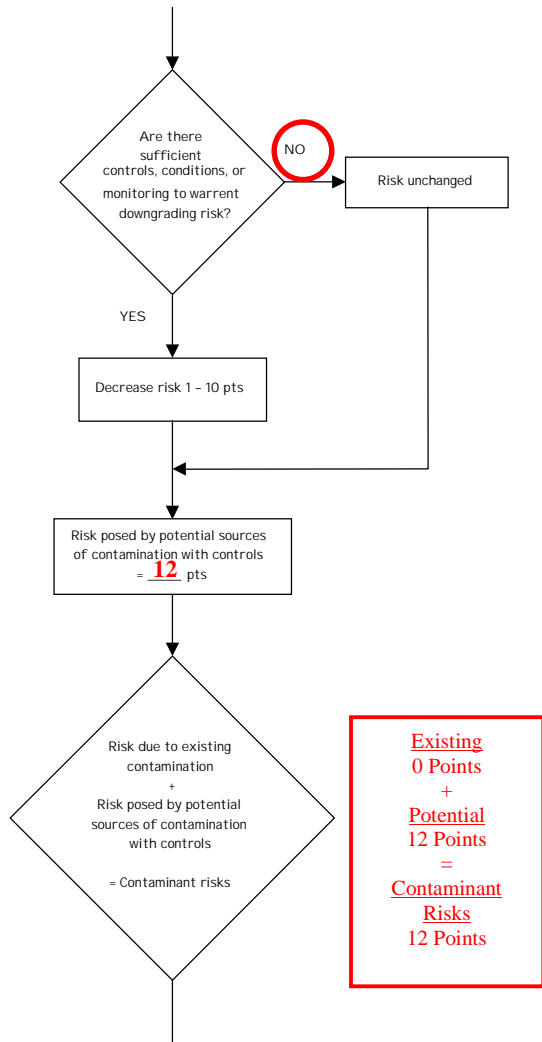 Are there
sufficient
controls, conditions, or
monitoring to warrent
downgrading risk?
NO
Risk unchanged
YES
Decrease risk 1 – 10 pts
Risk posed by potential sources
of contamination with controls
= 12 pts
Risk due to existing
contamination
+
Risk posed by potential
sources of contamination
with controls
= Contaminant risks
Existing
0 Points
+
Potential
12 Points
=
Contaminant
Risks
12 Points